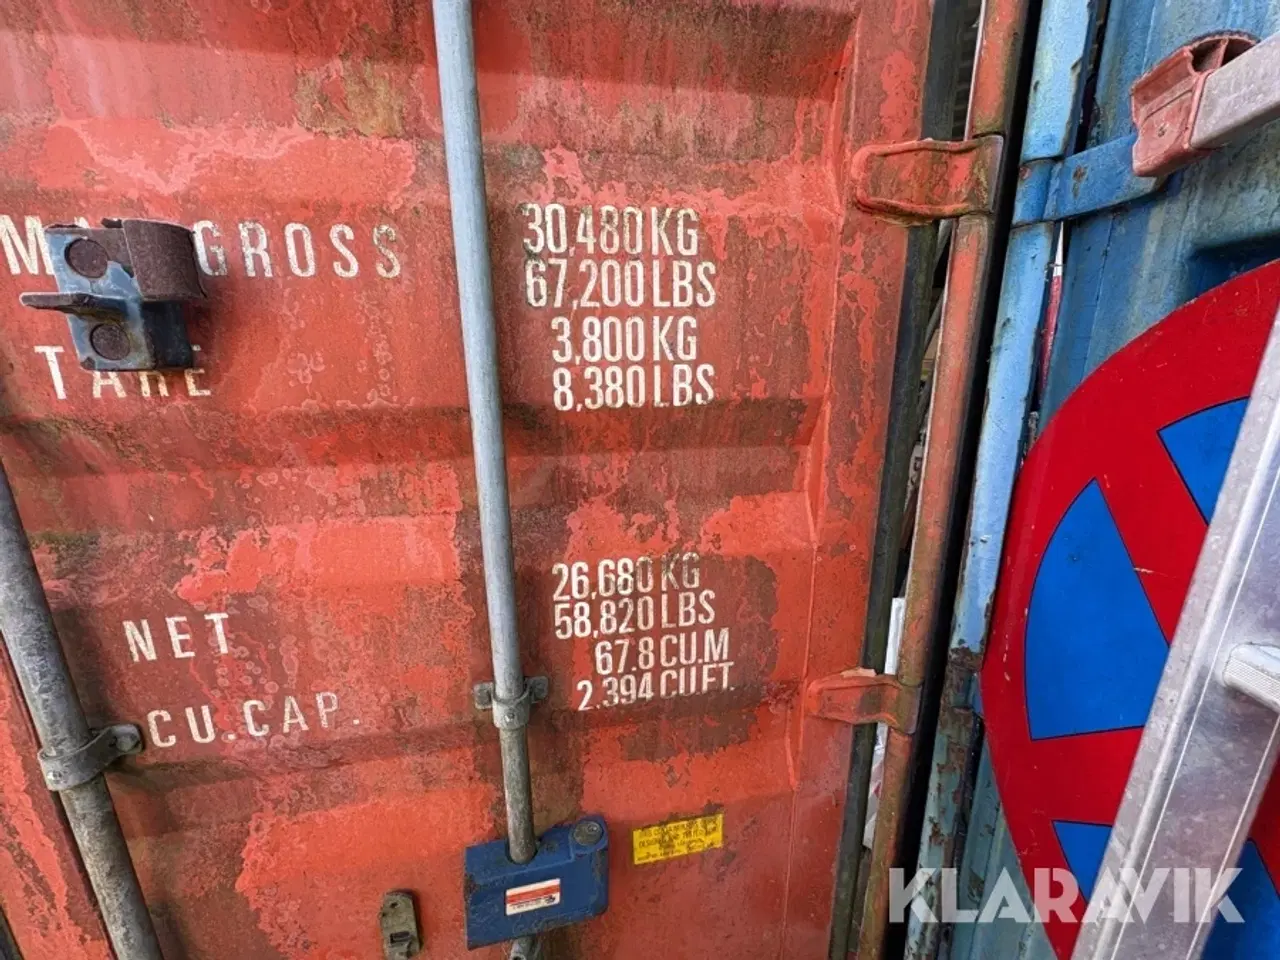 GROSS 30,480 KG
67,200 LBS
TARE 3,800 KG
8,380 LBS
NET 26,680 KG
58,820 LBS
CU.CAP. 67.8 CU.M
2,394 CU.FT.
KLARAVIK